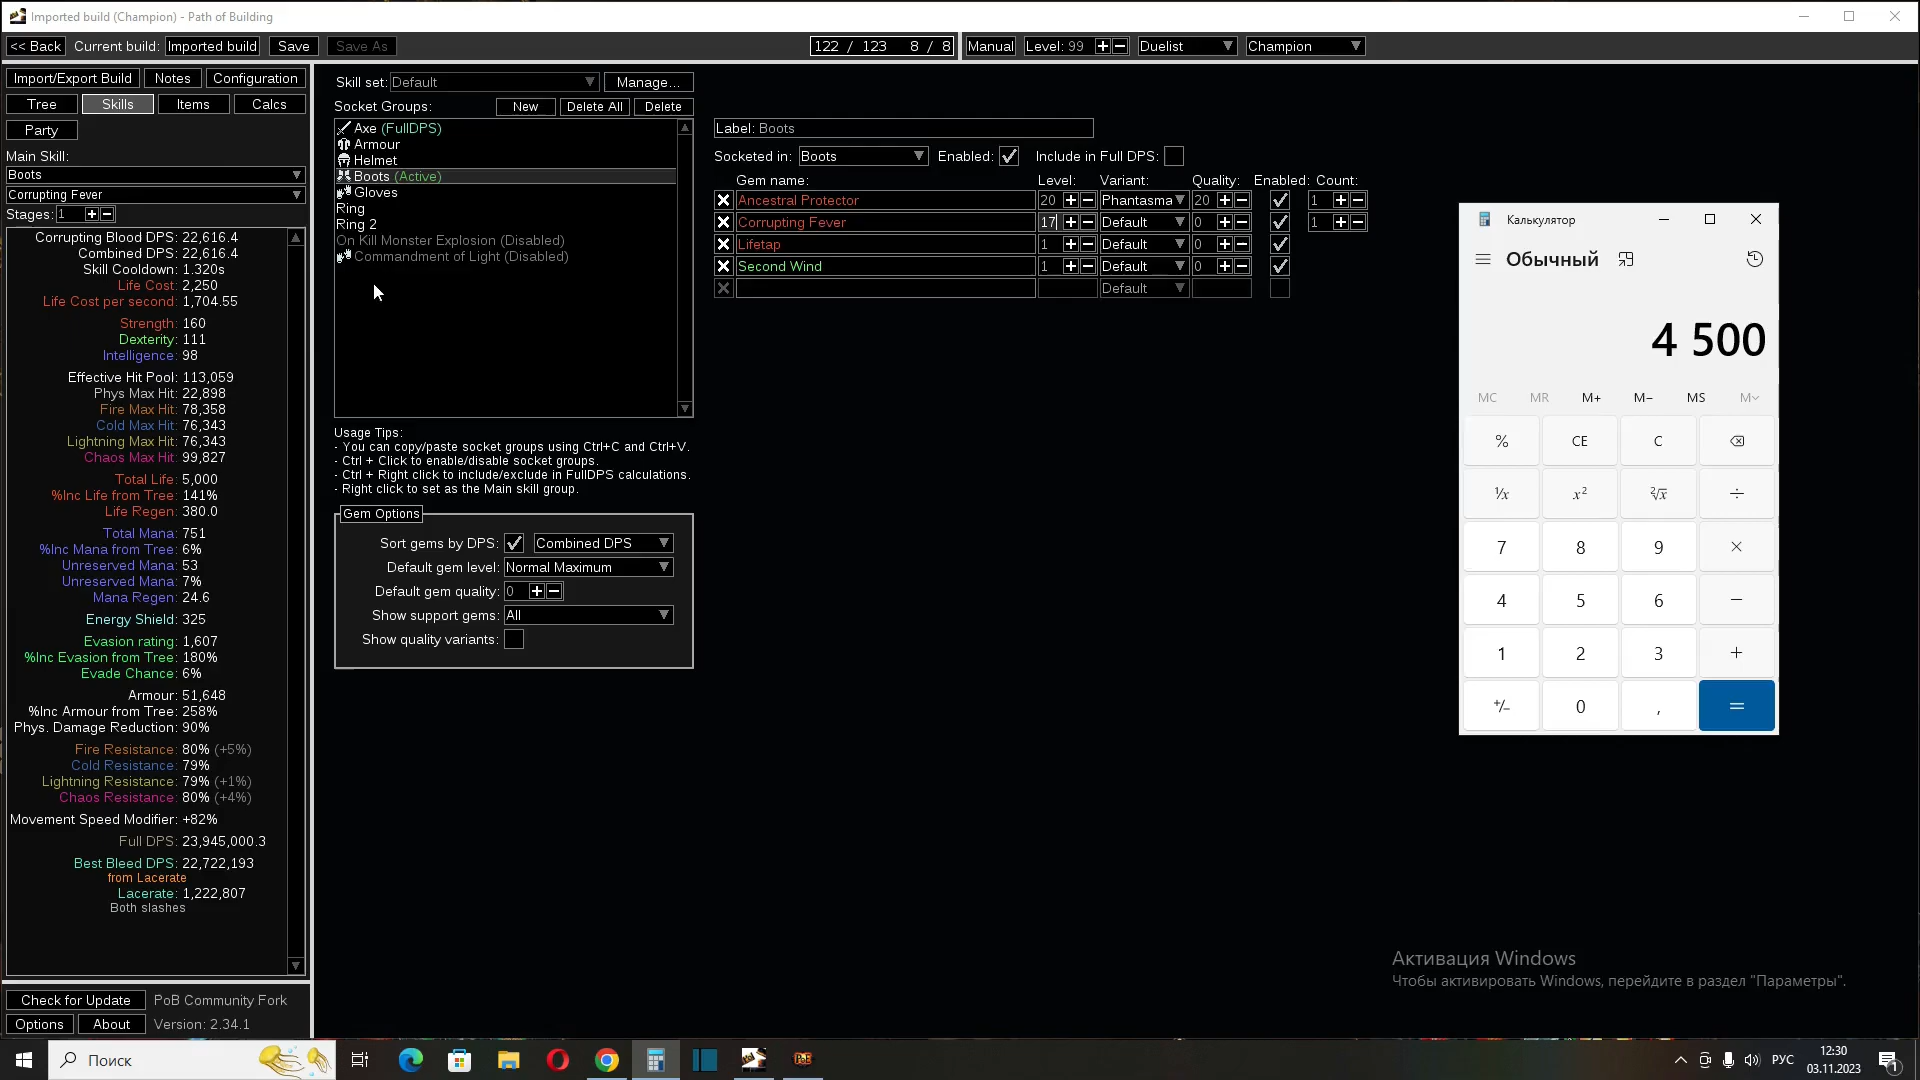 Imported build (Champion) - Path of Building
<< Back Current build: Imported build Save Save As 122 / 123 8 / 8 Manual Level: 99 Duelist Champion
Import/Export Build Notes Configuration
Tree Skills Items Calcs
Party
Main Skill:
Boots
Corrupting Fever
Stages: 1
Corrupting Blood DPS: 22,616.4
Combined DPS: 22,616.4
Skill Cooldown: 1.320s
Life Cost: 2,250
Life Cost per second: 1,704.55
Strength: 160
Dexterity: 111
Intelligence: 98
Effective Hit Pool: 113,059
Phys Max Hit: 22,898
Fire Max Hit: 78,358
Cold Max Hit: 76,343
Lightning Max Hit: 76,343
Chaos Max Hit: 99,827
Total Life: 5,000
%Inc Life from Tree: 141%
Life Regen: 380.0
Total Mana: 751
%Inc Mana from Tree: 6%
Unreserved Mana: 53
Unreserved Mana: 7%
Mana Regen: 24.6
Energy Shield: 325
Evasion rating: 1,607
%Inc Evasion from Tree: 180%
Evade Chance: 6%
Armour: 51,648
%Inc Armour from Tree: 258%
Phys. Damage Reduction: 90%
Fire Resistance: 80% (+5%)
Cold Resistance: 79%
Lightning Resistance: 79% (+1%)
Chaos Resistance: 80% (+4%)
Movement Speed Modifier: +82%
Full DPS: 23,945,000.3
Best Bleed DPS: 22,722,193
from Lacerate
Lacerate: 1,222,807
Both slashes
Check for Update PoB Community Fork
Options About Version: 2.34.1
Skill set: Default Manage...
Socket Groups: New Delete All Delete
Axe (FullDPS)
Armour
Helmet
Boots (Active)
Gloves
Ring
Ring 2
On Kill Monster Explosion (Disabled)
Commandment of Light (Disabled)
Usage Tips:
- You can copy/paste socket groups using Ctrl+C and Ctrl+V.
- Ctrl + Click to enable/disable socket groups.
- Ctrl + Right click to include/exclude in FullDPS calculations.
- Right click to set as the Main skill group.
Gem Options
Sort gems by DPS: Combined DPS
Default gem level: Normal Maximum
Default gem quality: 0
Show support gems: All
Show quality variants:
Label: Boots
Socketed in: Boots Enabled: Include in Full DPS:
Gem name: Level: Variant: Quality: Enabled: Count:
Ancestral Protector 20 Phantasma 20 1
Corrupting Fever 17 Default 0 1
Lifetap 1 Default 0
Second Wind 1 Default 0
Default
Калькулятор
Обычный
4 500
MC MR M+ M− MS M
% CE C
¹/x x² ²√x ÷
7 8 9 ×
4 5 6 −
1 2 3 +
+/− 0 , =
Активация Windows
Чтобы активировать Windows, перейдите в раздел "Параметры".
Поиск
PoE
РУС
12:30
03.11.2023
1